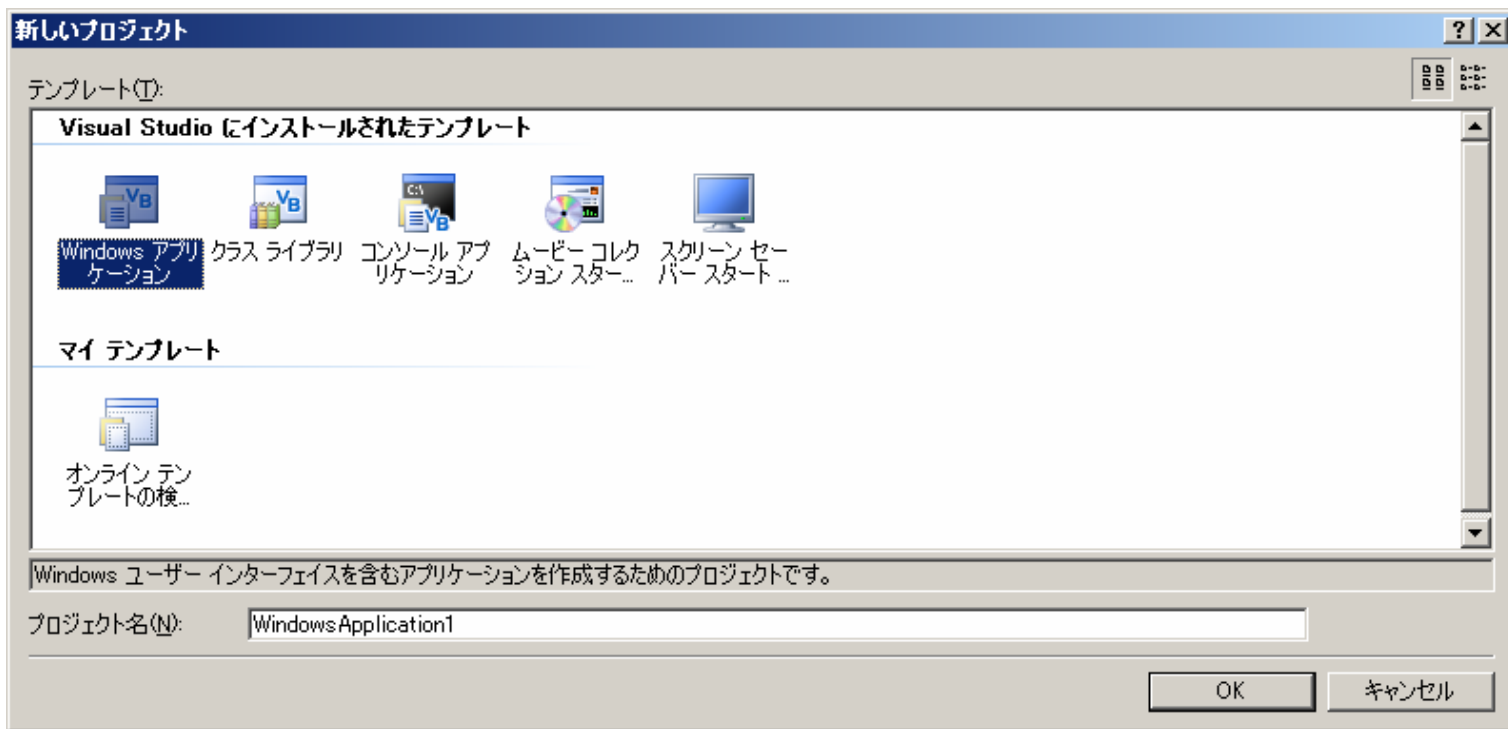 新しいプロジェクト
テンプレート(T):
Visual Studio にインストールされたテンプレート
Windows アプリ
ケーション
クラス ライブラリ
コンソール アプ
リケーション
ムービー コレク
ション スター...
スクリーン セー
バー スタート ...
マイ テンプレート
オンライン テン
プレートの検...
Windows ユーザー インターフェイスを含むアプリケーションを作成するためのプロジェクトです。
プロジェクト名(N): WindowsApplication1
OK キャンセル